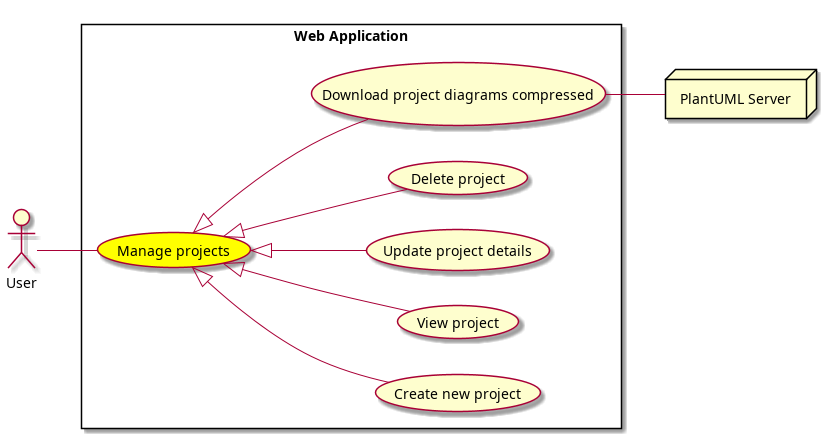 Web Application
Download project diagrams compressed
PlantUML Server
Delete project
Manage projects
Update project details
User
View project
Create new project